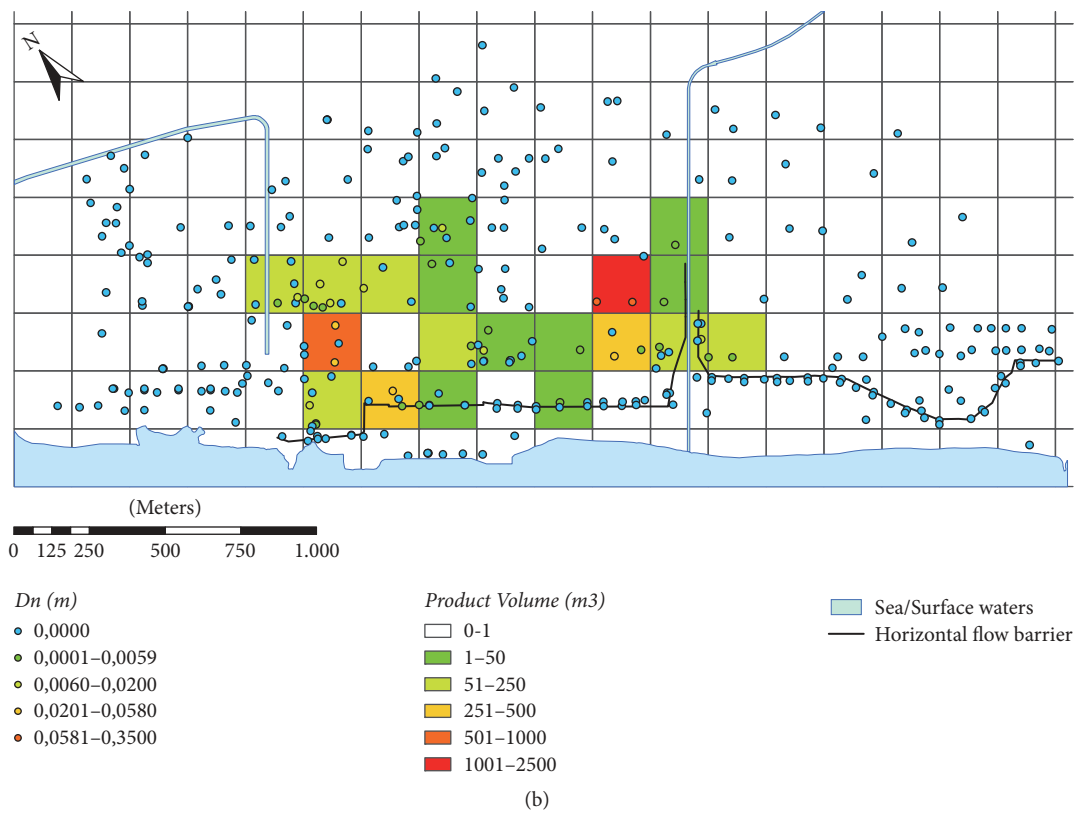 N
(Meters)
0 125 250 500 750 1.000
Dn (m)
0,0000
0,0001–0,0059
0,0060–0,0200
0,0201–0,0580
0,0581–0,3500
Product Volume (m3)
0-1
1–50
51–250
251–500
501–1000
1001–2500
Sea/Surface waters
Horizontal flow barrier
(b)